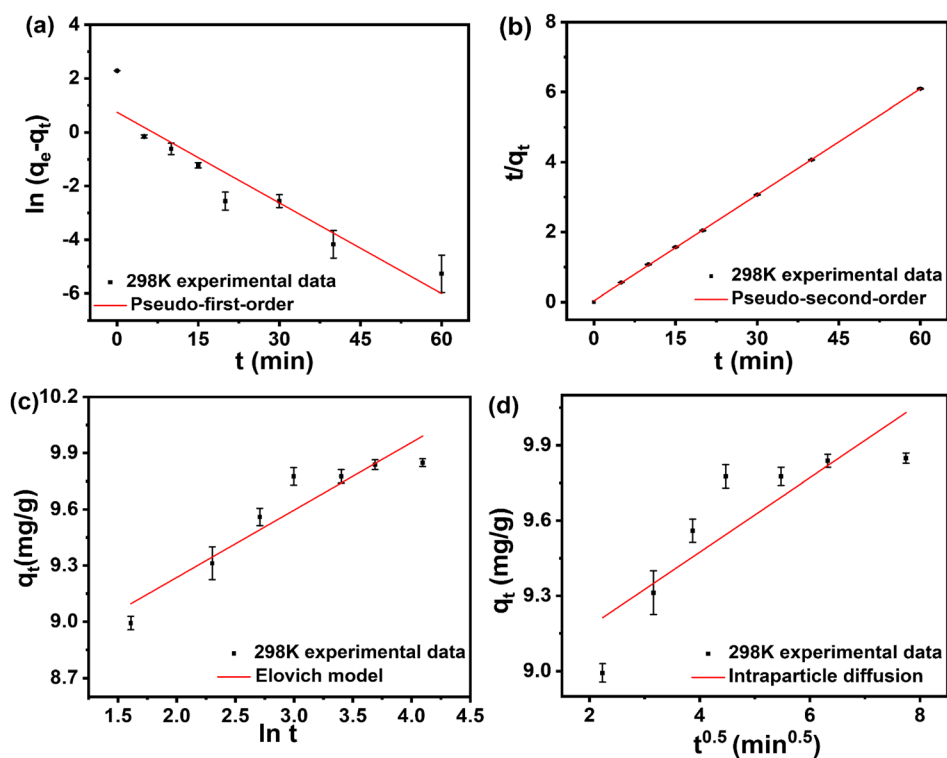 (a)
ln (qₑ-qₜ)
4
2
0
-2
-4
-6
0 15 30 45 60
t (min)
298K experimental data
Pseudo-first-order
(b)
t/qₜ
8
6
4
2
0
0 15 30 45 60
t (min)
298K experimental data
Pseudo-second-order
(c)
qₜ(mg/g)
10.2
9.9
9.6
9.3
9.0
8.7
1.5 2.0 2.5 3.0 3.5 4.0 4.5
ln t
298K experimental data
Elovich model
(d)
qₜ (mg/g)
9.9
9.6
9.3
9.0
2 4 6 8
t⁰·⁵ (min⁰·⁵)
298K experimental data
Intraparticle diffusion